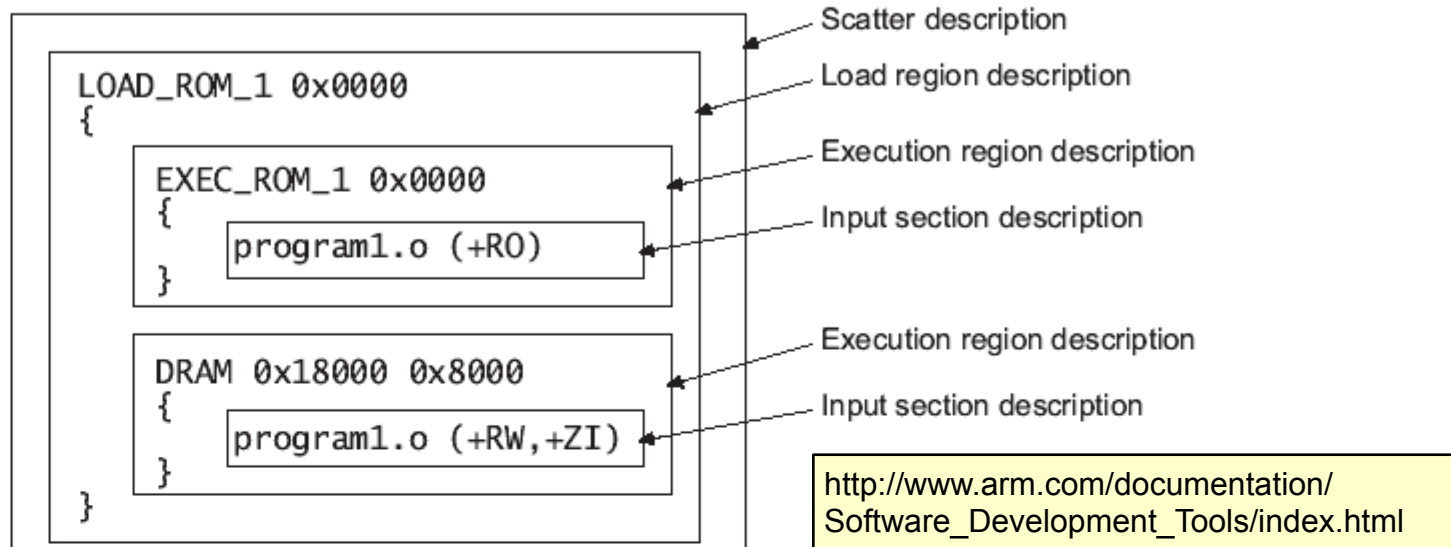 Scatter description
LOAD_ROM_1 0x0000
Load region description
{
EXEC_ROM_1 0x0000
Execution region description
{
program1.o (+RO)
Input section description
}
DRAM 0x18000 0x8000
Execution region description
{
program1.o (+RW,+ZI)
Input section description
}
}
http://www.arm.com/documentation/
Software_Development_Tools/index.html